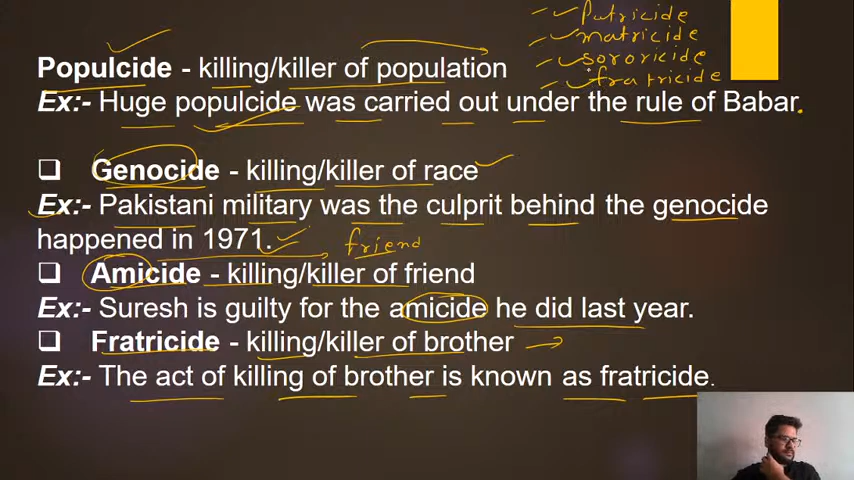 Patricide
matricide
sororicide
fratricide
Populcide - killing/killer of population
Ex:- Huge populcide was carried out under the rule of Babar.
Genocide - killing/killer of race
Ex:- Pakistani military was the culprit behind the genocide
happened in 1971.
friend
Amicide - killing/killer of friend
Ex:- Suresh is guilty for the amicide he did last year.
Fratricide - killing/killer of brother
Ex:- The act of killing of brother is known as fratricide.